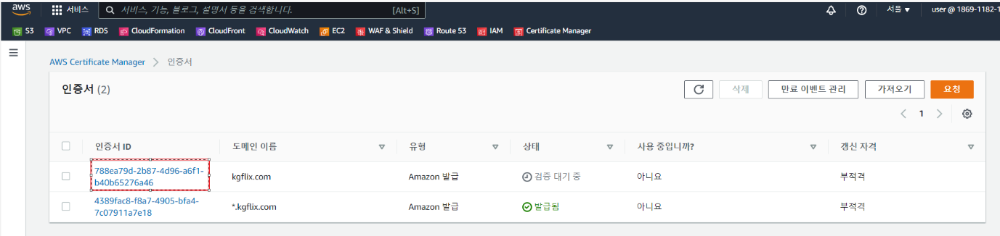 aws 서비스 서비스, 기능, 블로그, 설명서 등을 검색합니다. [Alt+S] 서울 ▼ user @ 1869-1182-1
S3 VPC RDS CloudFormation CloudFront CloudWatch EC2 WAF & Shield Route 53 IAM Certificate Manager
AWS Certificate Manager > 인증서
인증서 (2) 삭제 만료 이벤트 관리 가져오기 요청
< 1 >
인증서 ID 도메인 이름 유형 상태 사용 중입니까? 갱신 자격
788ea79d-2b87-4d96-a6f1-
b40b65276a46 kgflix.com Amazon 발급 검증 대기 중 아니요 부적격
4389fac8-f8a7-4905-bfa4-
7c07911a7e18 *.kgflix.com Amazon 발급 발급됨 아니요 부적격